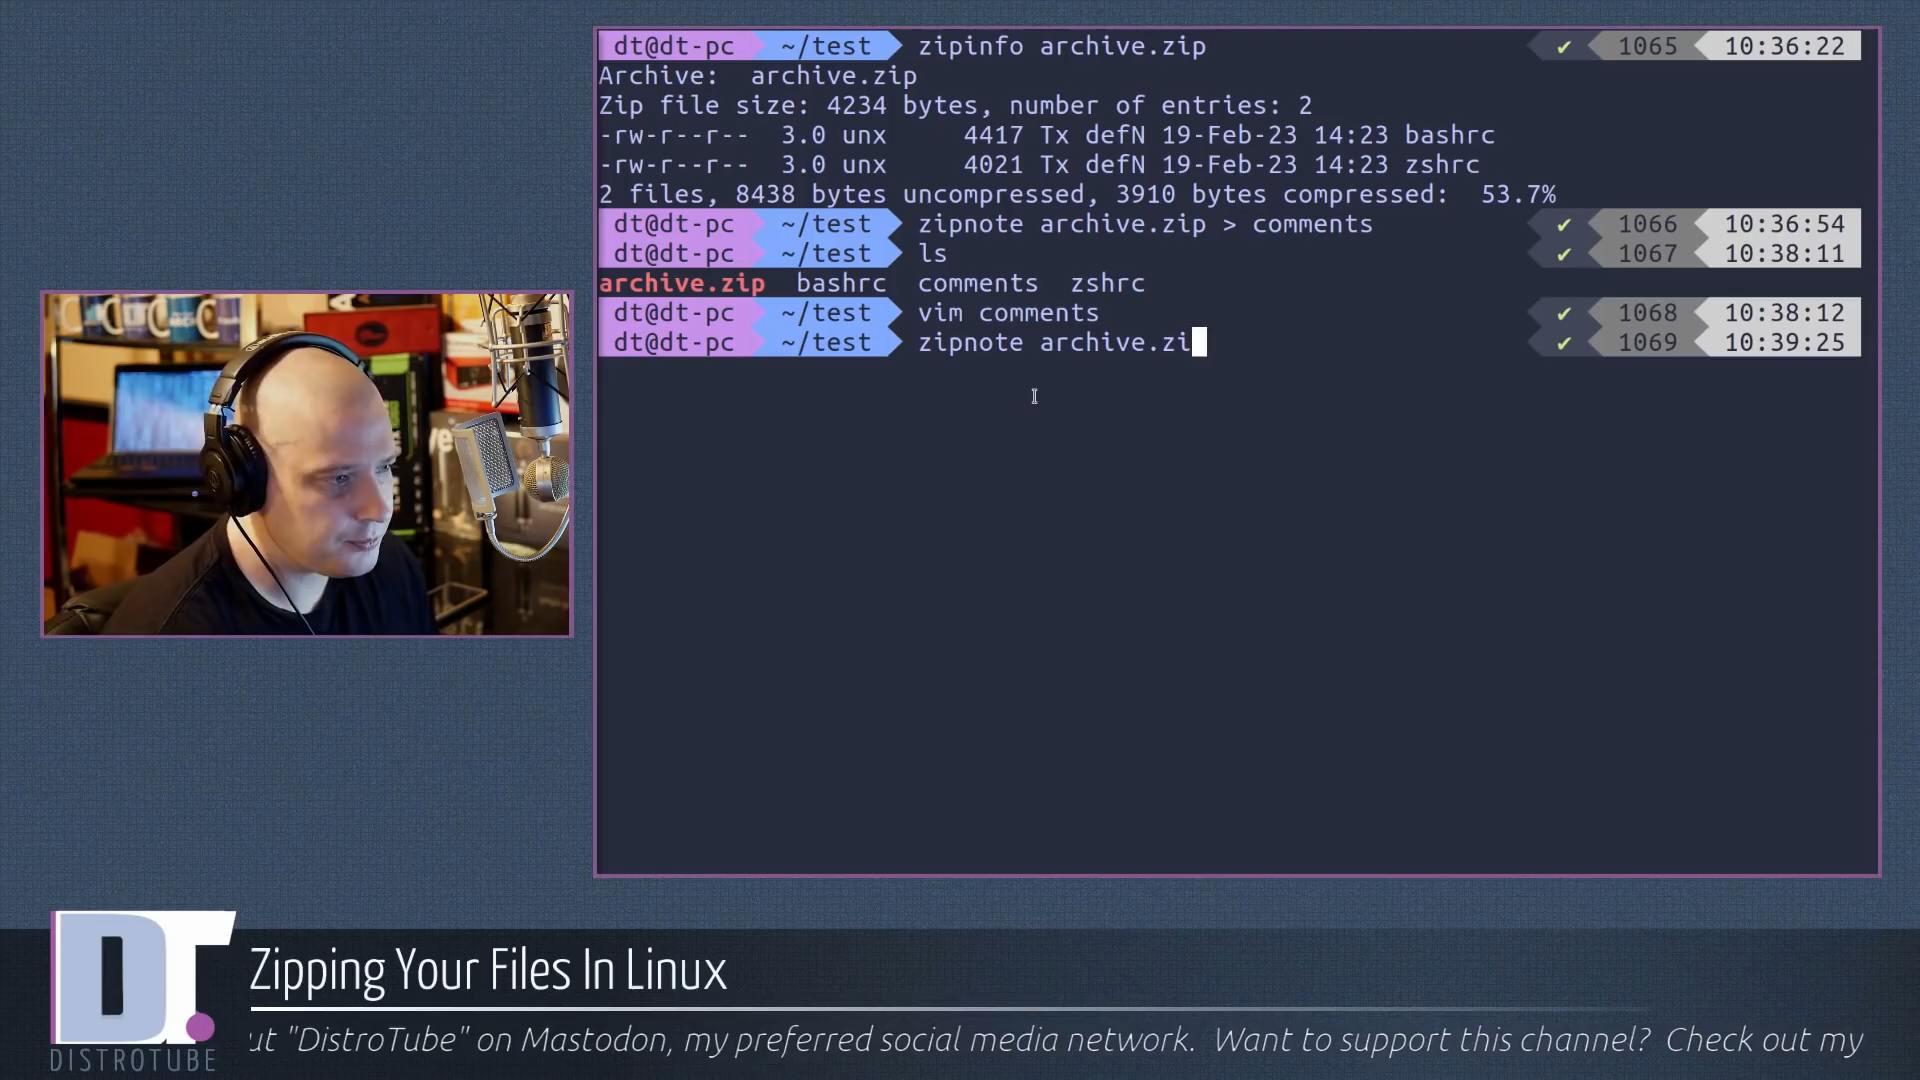 dt@dt-pc ~/test zipinfo archive.zip ✔ 1065 10:36:22
Archive: archive.zip
Zip file size: 4234 bytes, number of entries: 2
-rw-r--r-- 3.0 unx 4417 Tx defN 19-Feb-23 14:23 bashrc
-rw-r--r-- 3.0 unx 4021 Tx defN 19-Feb-23 14:23 zshrc
2 files, 8438 bytes uncompressed, 3910 bytes compressed: 53.7%
dt@dt-pc ~/test zipnote archive.zip > comments ✔ 1066 10:36:54
dt@dt-pc ~/test ls ✔ 1067 10:38:11
archive.zip bashrc comments zshrc
dt@dt-pc ~/test vim comments ✔ 1068 10:38:12
dt@dt-pc ~/test zipnote archive.zi ✔ 1069 10:39:25
DT
DISTROTUBE
Zipping Your Files In Linux
ut "DistroTube" on Mastodon, my preferred social media network. Want to support this channel? Check out my